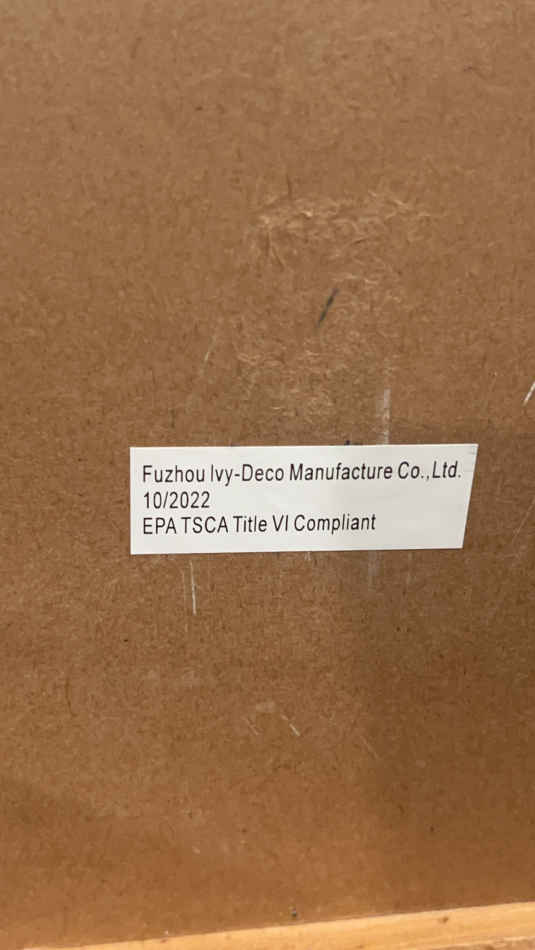 Fuzhou Ivy-Deco Manufacture Co.,Ltd.
10/2022
EPA TSCA Title VI Compliant